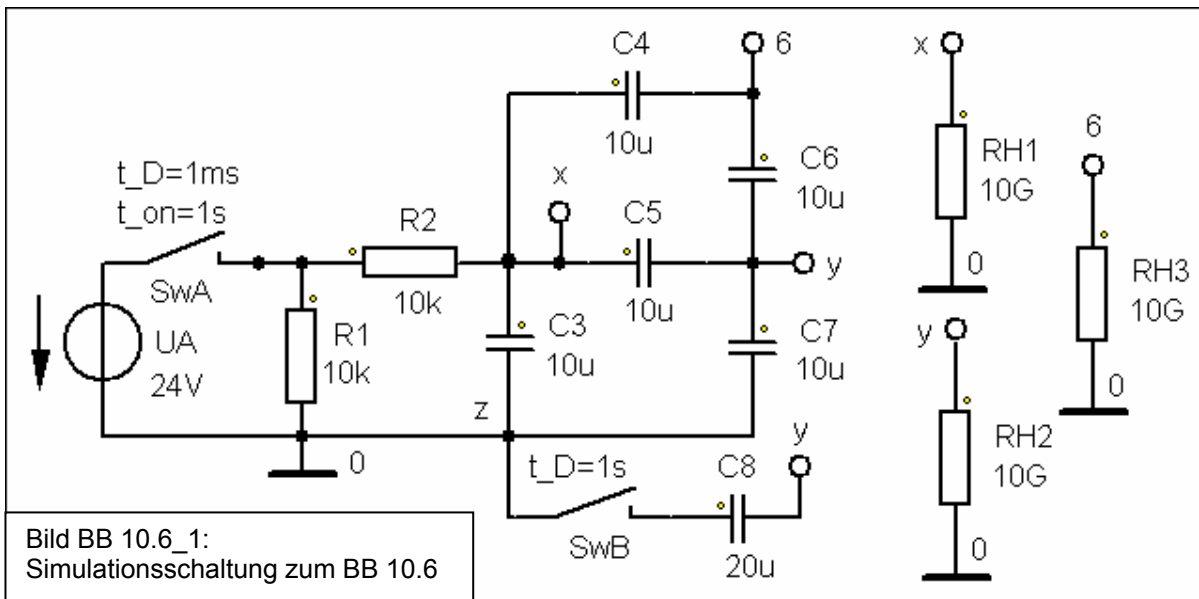 C4
10u
6
C6
10u
x
RH1
10G
0
6
RH3
10G
0
t_D=1ms
t_on=1s
SwA
R2
10k
x
C5
10u
y
UA
24V
R1
10k
C3
10u
C7
10u
z
0
y
RH2
10G
0
t_D=1s
SwB
C8
20u
y
Bild BB 10.6_1:
Simulationsschaltung zum BB 10.6